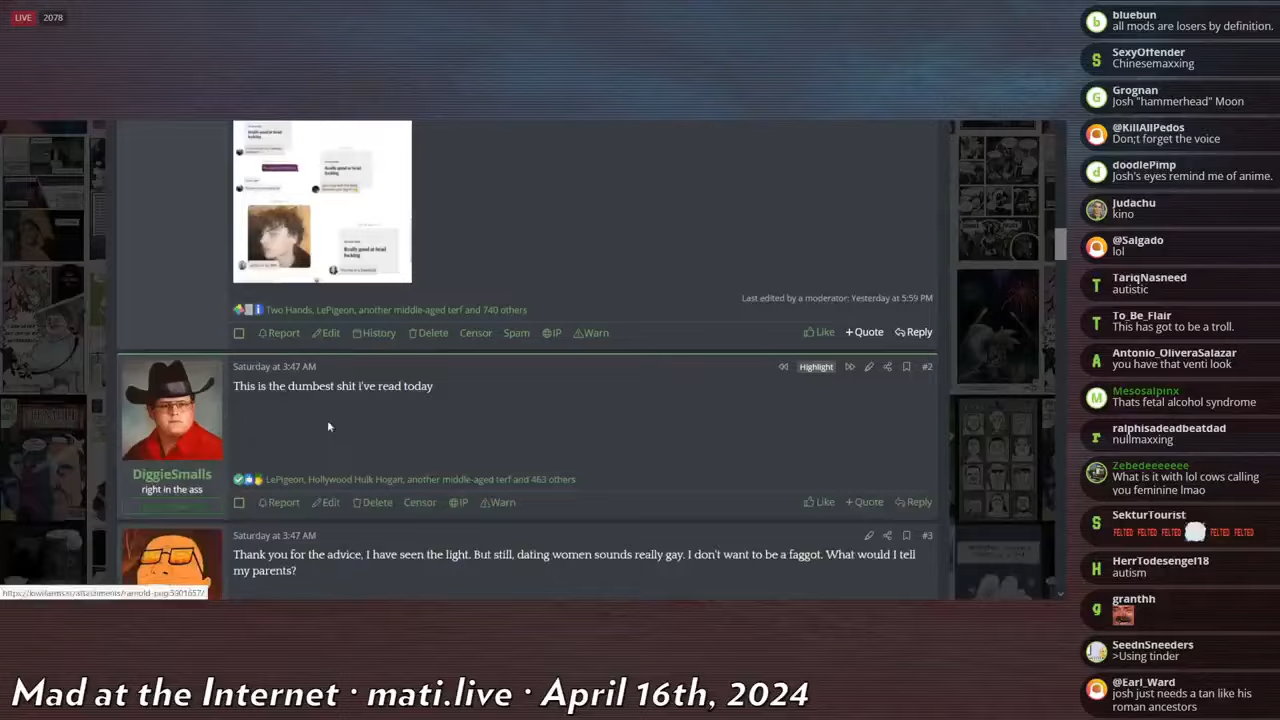 LIVE 2078
Really good at head
fucking
Last edited by a moderator: Yesterday at 5:59 PM
Two Hands, LePigeon, another middle-aged terf and 740 others
Report Edit History Delete Censor Spam IP Warn Like +Quote Reply
Saturday at 3:47 AM Highlight #2
This is the dumbest shit i've read today
DiggieSmalls
right in the ass
LePigeon, Hollywood Hulk Hogan, another middle-aged terf and 463 others
Report Edit Delete Censor IP Warn Like +Quote Reply
Saturday at 3:47 AM #3
Thank you for the advice, I have seen the light. But still, dating women sounds really gay. I don't want to be a faggot. What would I tell
my parents?
Mad at the Internet · mati.live · April 16th, 2024
bluebun
all mods are losers by definition.
SexyOffender
Chinesemaxxing
Grognan
Josh "hammerhead" Moon
@KillAllPedos
Don;t forget the voice
doodlePimp
Josh's eyes remind me of anime.
Judachu
kino
@Salgado
lol
TariqNasneed
autistic
To_Be_Flair
This has got to be a troll.
Antonio_OliveraSalazar
you have that venti look
Mesosalpinx
Thats fetal alcohol syndrome
ralphisadeadbeatdad
nullmaxxing
Zebedeeeeeee
What is it with lol cows calling
you feminine lmao
SekturTourist
FELTED FELTED FELTED FELTED FELTED
HerrTodesengel18
autism
granthh
SeednSneeders
>Using tinder
@Earl_Ward
josh just needs a tan like his
roman ancestors